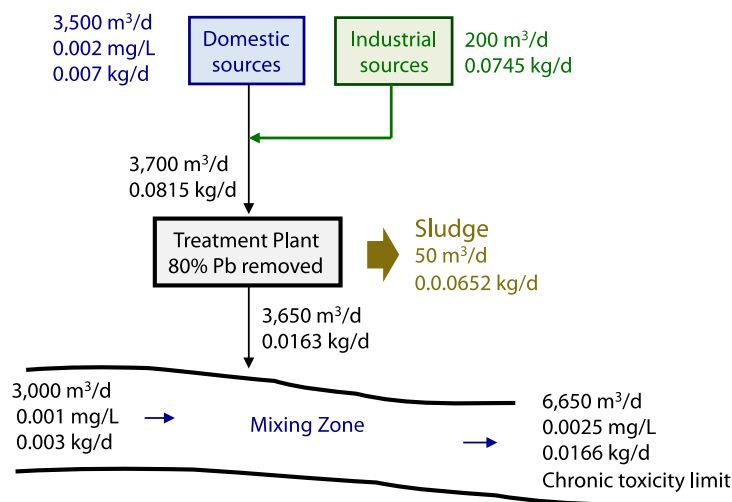 3,500 m³/d
0.002 mg/L
0.007 kg/d
Domestic
sources
Industrial
sources
200 m³/d
0.0745 kg/d
3,700 m³/d
0.0815 kg/d
Treatment Plant
80% Pb removed
Sludge
50 m³/d
0.0.0652 kg/d
3,650 m³/d
0.0163 kg/d
3,000 m³/d
0.001 mg/L
0.003 kg/d
Mixing Zone
6,650 m³/d
0.0025 mg/L
0.0166 kg/d
Chronic toxicity limit